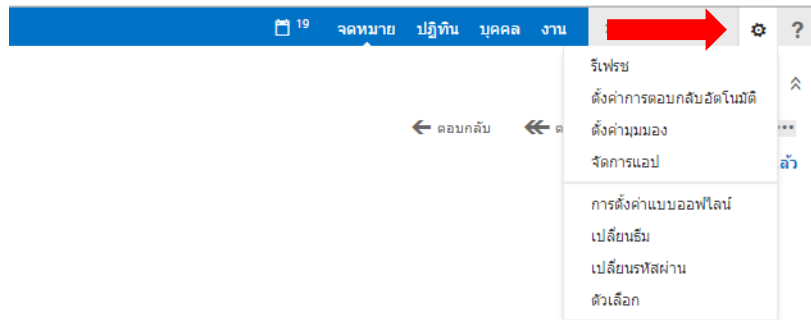 19 จดหมาย ปฏิทิน บุคคล งาน ?
รีเฟรช
ตั้งค่าการตอบกลับอัตโนมัติ
ตอบกลับ
ตั้งค่ามุมมอง
จัดการแอป
ล้ว
การตั้งค่าแบบออฟไลน์
เปลี่ยนธีม
เปลี่ยนรหัสผ่าน
ตัวเลือก